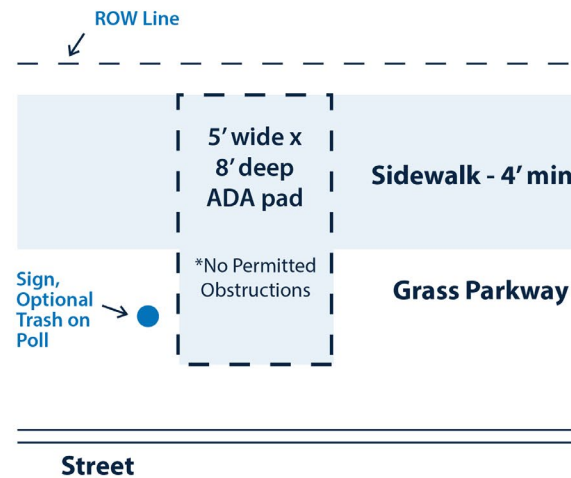 ROW Line
5’ wide x
8’ deep
ADA pad
Sidewalk - 4’ min
*No Permitted
Obstructions
Sign,
Optional
Trash on
Poll
Grass Parkway
Street